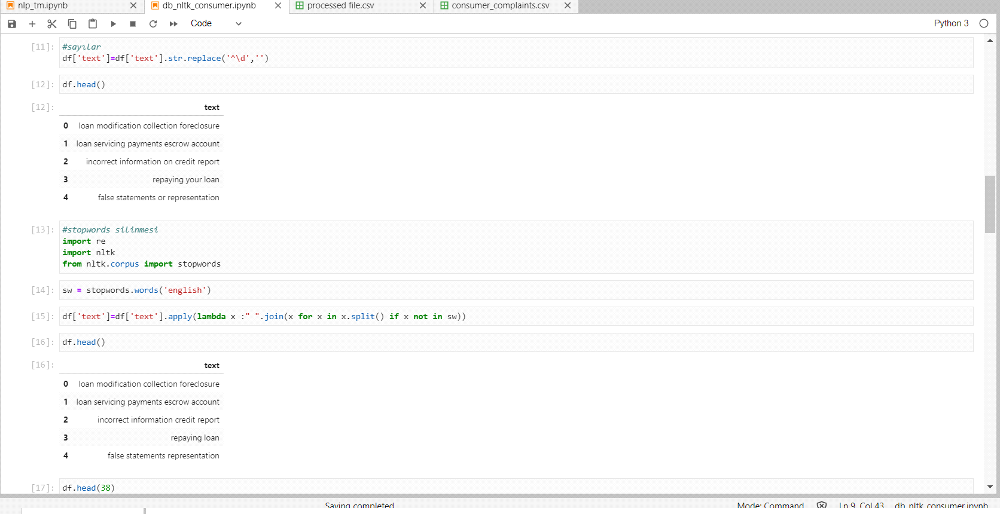 nlp_tm.ipynb
db_nltk_consumer.ipynb
processed file.csv
consumer_complaints.csv
Code
Python 3
[11]:
#sayılar
df['text']=df['text'].str.replace('^\d','')
[12]:
df.head()
[12]:
text
0 loan modification collection foreclosure
1 loan servicing payments escrow account
2 incorrect information on credit report
3 repaying your loan
4 false statements or representation
[13]:
#stopwords silinmesi
import re
import nltk
from nltk.corpus import stopwords
[14]:
sw = stopwords.words('english')
[15]:
df['text']=df['text'].apply(lambda x :" ".join(x for x in x.split() if x not in sw))
[16]:
df.head()
[16]:
text
0 loan modification collection foreclosure
1 loan servicing payments escrow account
2 incorrect information credit report
3 repaying loan
4 false statements representation
[17]:
df.head(38)
Saving completed
Mode: Command
Ln 9, Col 43
db_nltk_consumer.ipynb